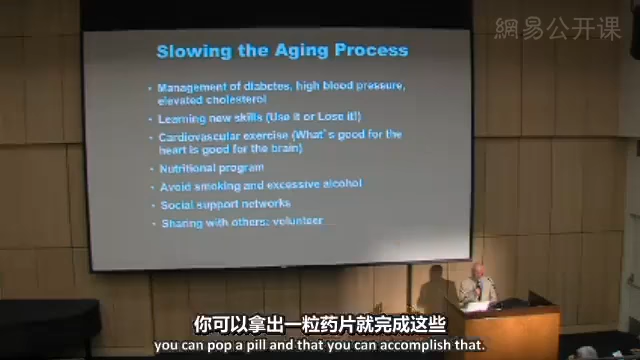 網易公开课
Slowing the Aging Process
• Management of diabetes, high blood pressure,
elevated cholesterol
• Learning new skills (Use it or Lose it!)
• Cardiovascular exercise (What's good for the
heart is good for the brain)
• Nutritional program
• Avoid smoking and excessive alcohol
• Social support networks
• Sharing with others: volunteer
你可以拿出一粒药片就完成这些
you can pop a pill and that you can accomplish that.